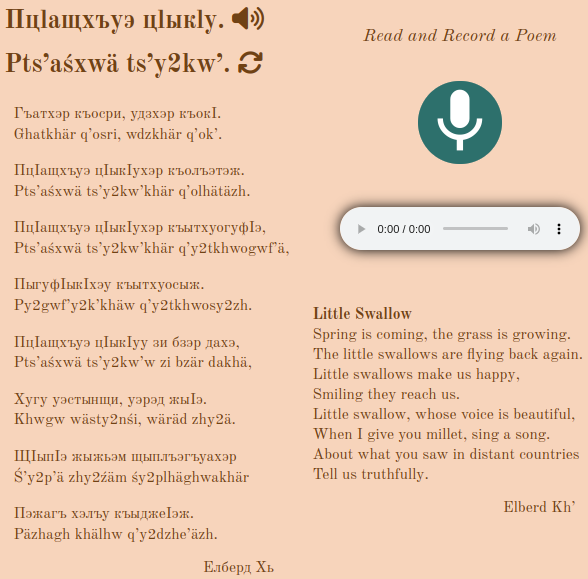 Пцӏащхъуэ цӏыкӏу.
Pts’aśxwä ts’y2kw’.
Гъатхэр къосри, удзхэр къокI.
Ghatkhär q’osri, wdzkhär q’ok’.
ПцIащхъуэ цIыкIухэр къолъэтэж.
Pts’aśxwä ts’y2kw’khär q’olhätäzh.
ПцIащхъуэ цIыкIухэр къытхуогуфIэ,
Pts’aśxwä ts’y2kw’khär q’y2tkhwogwf’ä,
ПыгуфIыкIхэу къытхуосыж.
Py2gwf’y2k’khäw q’y2tkhwosy2zh.
ПцIащхъуэ цIыкIуу зи бзэр дахэ,
Pts’aśxwä ts’y2kw’w zi bzär dakhä,
Хугу уэстынщи, уэрэд жыIэ.
Khwgw wästy2nśi, wäräd zhy2ä.
ЩIыпIэ жыжьэм щыплъэгъуахэр
Ś’y2p’ä zhy2źäm śy2plhäghwakhär
Пэжагъ хэлъу къыджеIэж.
Päzhagh khälhw q’y2dzhe’äzh.
Елберд Хь
Read and Record a Poem
0:00 / 0:00
Little Swallow
Spring is coming, the grass is growing.
The little swallows are flying back again.
Little swallows make us happy,
Smiling they reach us.
Little swallow, whose voice is beautiful,
When I give you millet, sing a song.
About what you saw in distant countries
Tell us truthfully.
Elberd Kh’